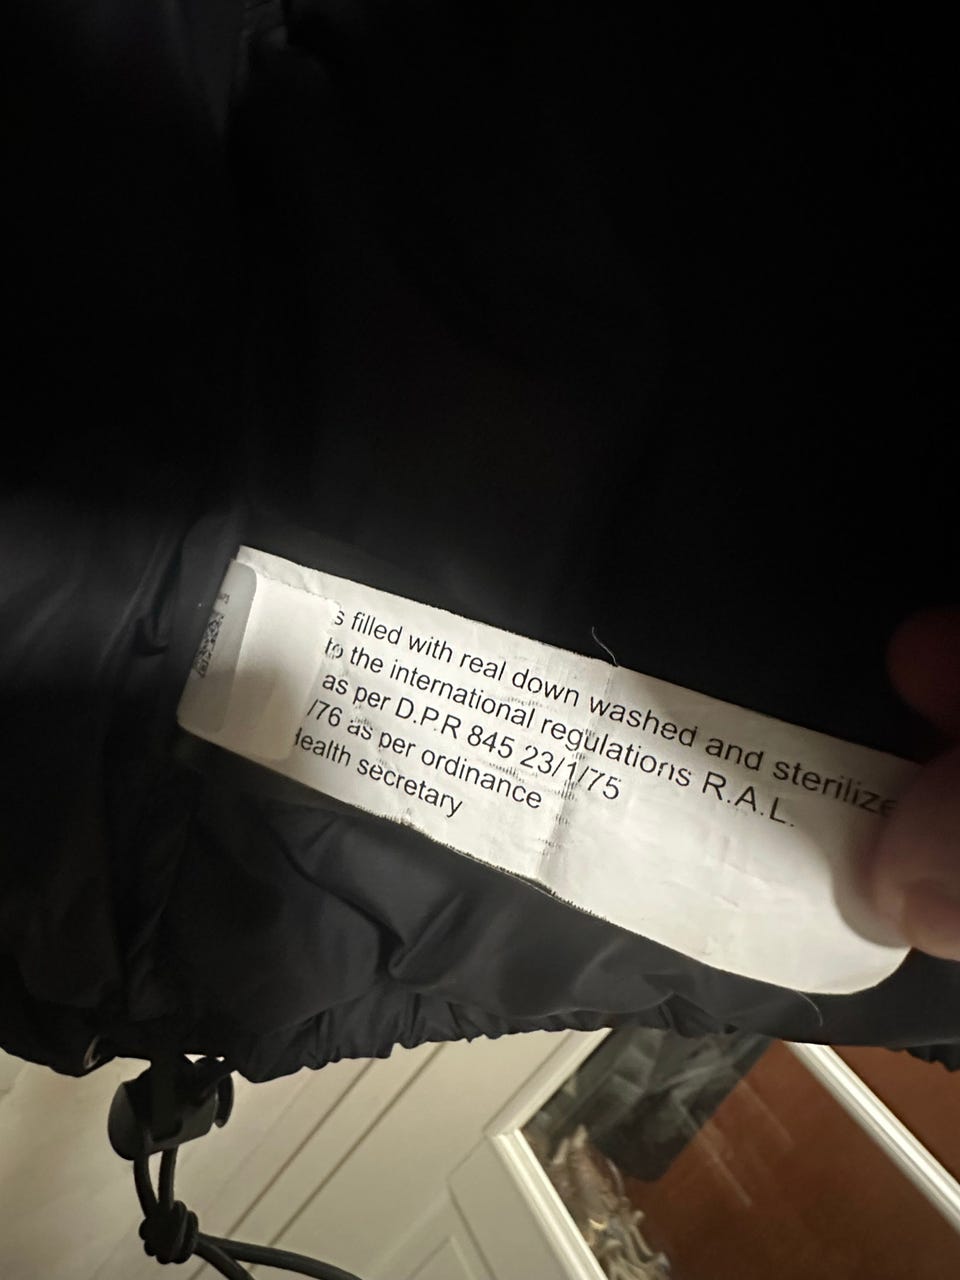 s filled with real down washed and sterilize
to the international regulations R.A.L.
as per D.P.R 845 23/1/75
/76 as per ordinance
Health secretary